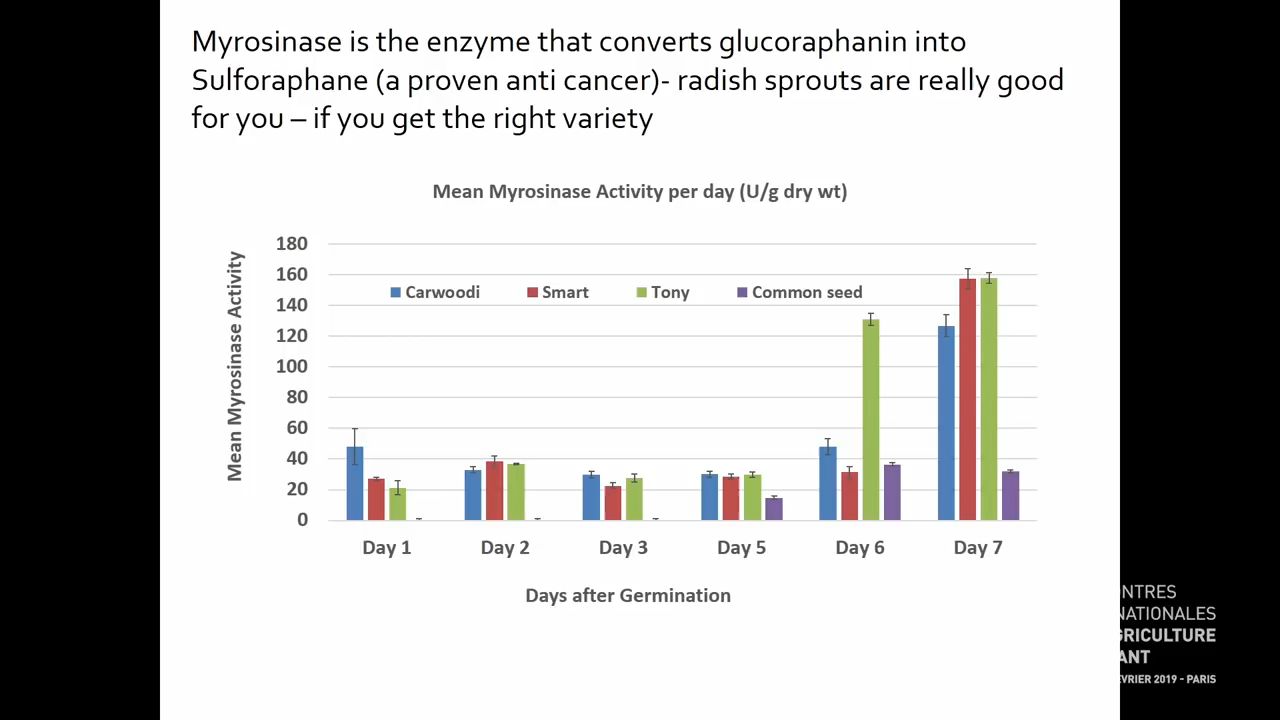 Myrosinase is the enzyme that converts glucoraphanin into
Sulforaphane (a proven anti cancer)- radish sprouts are really good
for you – if you get the right variety
Mean Myrosinase Activity per day (U/g dry wt)
Mean Myrosinase Activity
180
160
140
120
100
80
60
40
20
0
Carwoodi Smart Tony Common seed
Day 1 Day 2 Day 3 Day 5 Day 6 Day 7
Days after Germination
NTRES
NATIONALES
GRICULTURE
ANT
EVRIER 2019 - PARIS